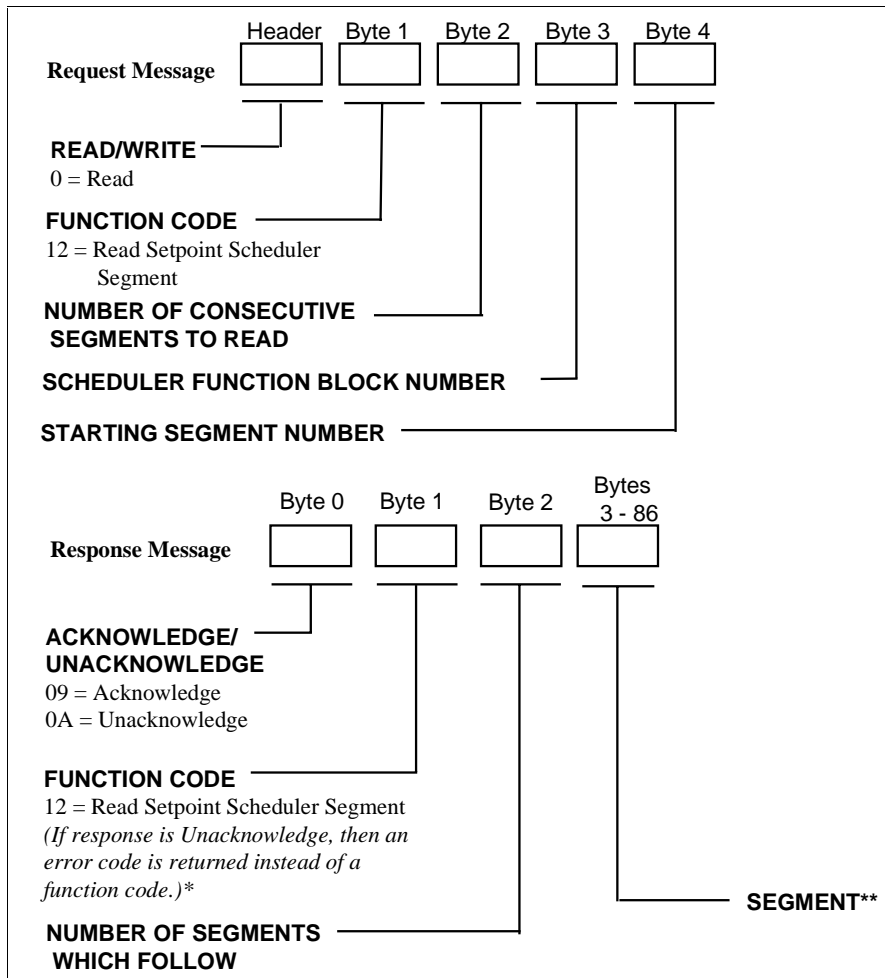 Header Byte 1 Byte 2 Byte 3 Byte 4
Request Message
READ/WRITE
0 = Read
FUNCTION CODE
12 = Read Setpoint Scheduler
Segment
NUMBER OF CONSECUTIVE
SEGMENTS TO READ
SCHEDULER FUNCTION BLOCK NUMBER
STARTING SEGMENT NUMBER
Byte 0 Byte 1 Byte 2 Bytes
3 - 86
Response Message
ACKNOWLEDGE/
UNACKNOWLEDGE
09 = Acknowledge
0A = Unacknowledge
FUNCTION CODE
12 = Read Setpoint Scheduler Segment
(If response is Unacknowledge, then an
error code is returned instead of a
function code.)*
SEGMENT**
NUMBER OF SEGMENTS
WHICH FOLLOW